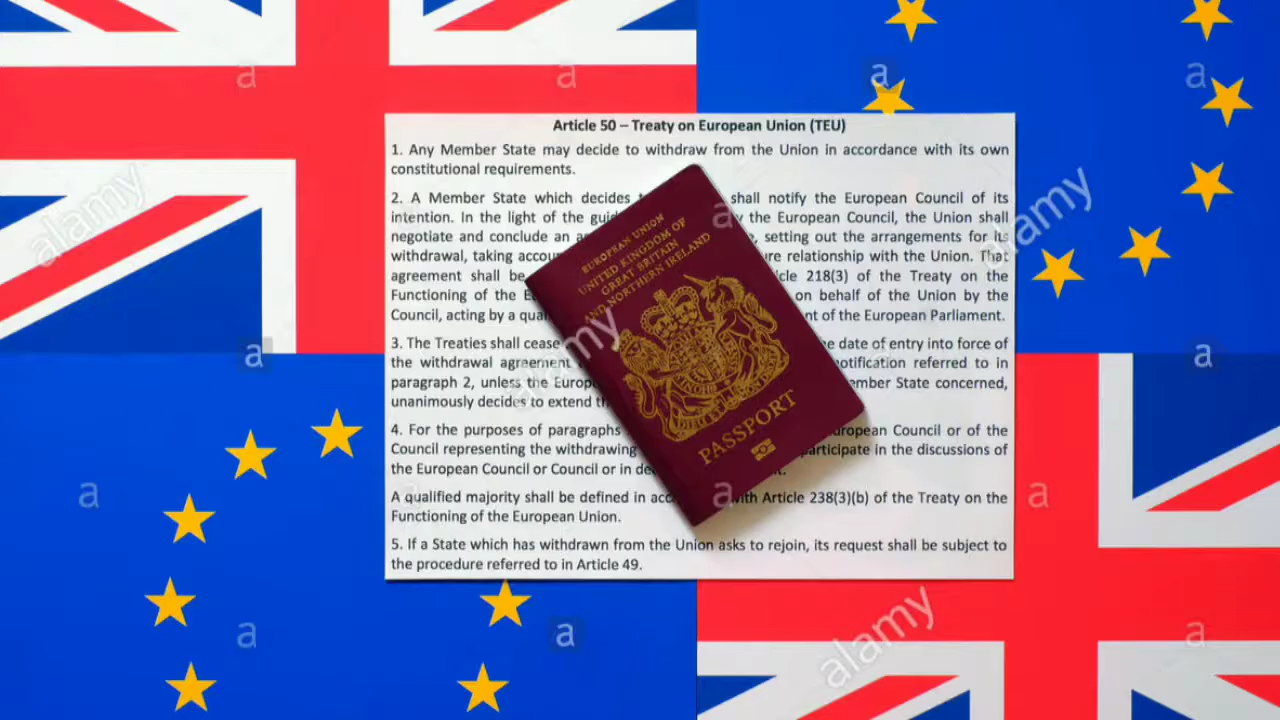 Article 50 – Treaty on European Union (TEU)
1. Any Member State may decide to withdraw from the Union in accordance with its own
constitutional requirements.
2. A Member State which decides shall notify the European Council of its
intention. In the light of the the European Council, the Union shall
negotiate and conclude an setting out the arrangements for its
withdrawal, taking relationship with the Union. That
agreement shall be 218(3) of the Treaty on the
Functioning of the on behalf of the Union by the
Council, acting by a of the European Parliament.
3. The Treaties shall cease date of entry into force of
the withdrawal agreement referred to in
paragraph 2, unless the State concerned,
unanimously decides to extend
4. For the purposes of paragraphs Council or of the
Council representing the withdrawing participate in the discussions of
the European Council or Council or in
A qualified majority shall be defined in with Article 238(3)(b) of the Treaty on the
Functioning of the European Union.
5. If a State which has withdrawn from the Union asks to rejoin, its request shall be subject to
the procedure referred to in Article 49.
EUROPEAN UNION
UNITED KINGDOM OF
GREAT BRITAIN
AND NORTHERN IRELAND
PASSPORT
alamy
alamy
alamy
alamy